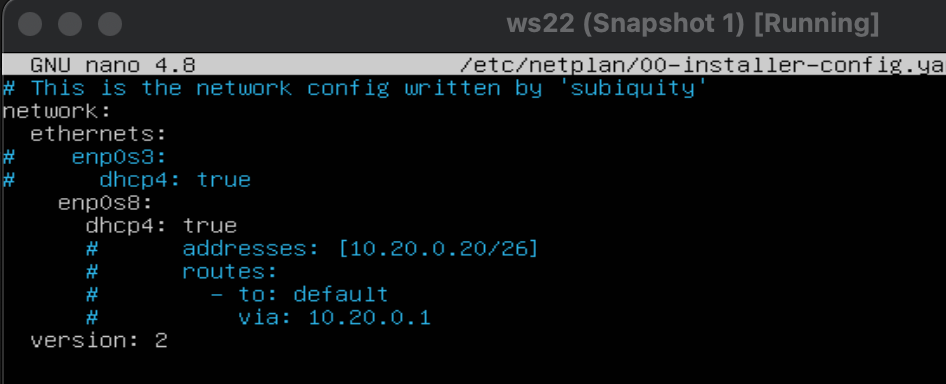 ws22 (Snapshot 1) [Running]
GNU nano 4.8 /etc/netplan/00-installer-config.ya
# This is the network config written by 'subiquity'
network:
  ethernets:
#    enp0s3:
#      dhcp4: true
    enp0s8:
      dhcp4: true
      #      addresses: [10.20.0.20/26]
      #      routes:
      #        - to: default
      #          via: 10.20.0.1
  version: 2